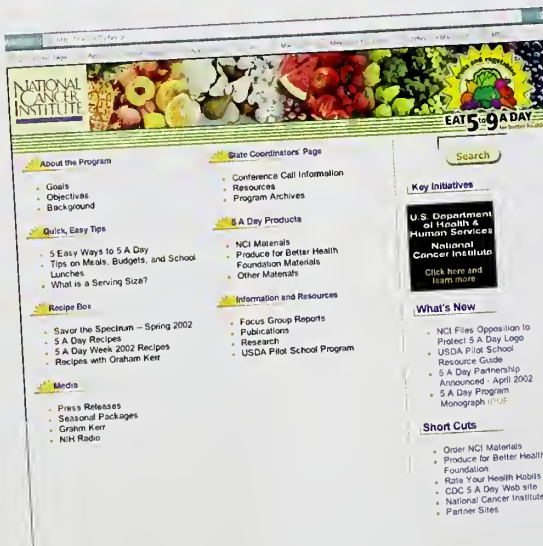 NATIONAL
CANCER
INSTITUTE
EAT 5 to 9 A DAY
for better health
About the Program
Goals
Objectives
Background
Quick, Easy Tips
5 Easy Ways to 5 A Day
Tips on Meals, Budgets, and School
Lunches
What is a Serving Size?
Recipe Box
Savor the Spectrum -- Spring 2002
5 A Day Recipes
5 A Day Week 2002 Recipes
Recipes with Graham Kerr
Media
Press Releases
Seasonal Packages
Grahm Kerr
NIH Radio
State Coordinators' Page
Conference Call Information
Resources
Program Archives
5 A Day Products
NCI Materials
Produce for Better Health
Foundation Materials
Other Materials
Information and Resources
Focus Group Reports
Publications
Research
USDA Pilot School Program
Search
Key Initiatives
U.S. Department
of Health &
Human Services
National
Cancer Institute
Click here and
learn more
What's New
NCI Files Opposition to
Protect 5 A Day Logo
USDA Pilot School
Resource Guide
5 A Day Partnership
Announced - April 2002
5 A Day Program
Monograph
Short Cuts
Order NCI Materials
Produce for Better Health
Foundation
Rate Your Health Habits
CDC 5 A Day Web site
National Cancer Institute
Partner Sites